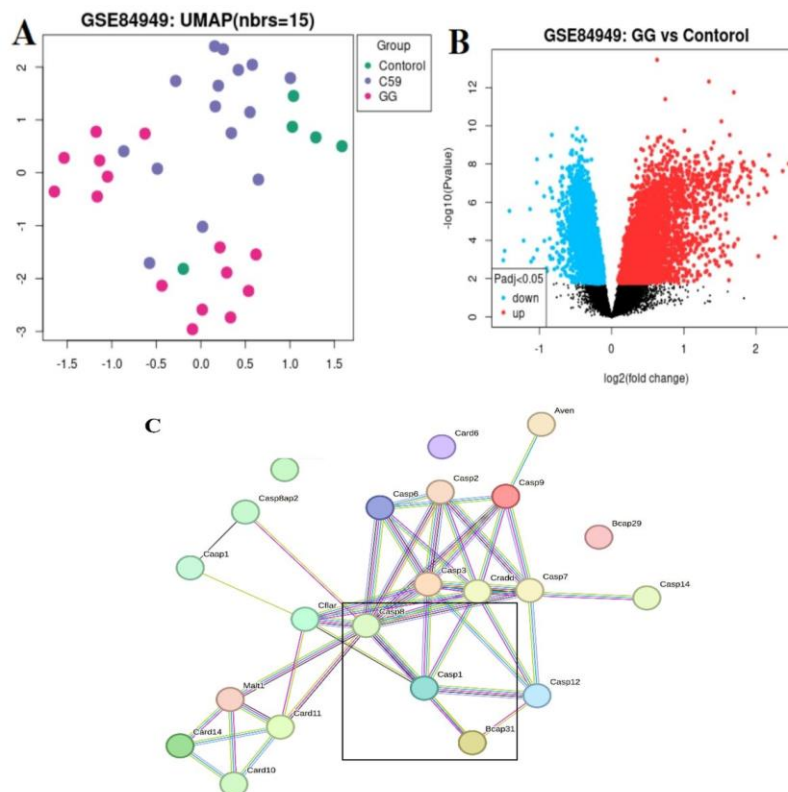 A
GSE84949: UMAP(nbrs=15)
Group
Contorol
C59
GG
2
1
0
-1
-2
-3
-1.5
-1.0
-0.5
0.0
0.5
1.0
1.5
B
GSE84949: GG vs Contorol
-log10(Pvalue)
12
10
8
6
4
2
0
Padj<0.05
down
up
-1
0
1
2
log2(fold change)
C
Aven
Card6
Casp2
Casp9
Casp6
Casp8ap2
Bcap29
Caap1
Casp3
Cradd
Casp7
Casp14
Cflar
Casp8
Malt1
Casp1
Casp12
Card11
Card14
Bcap31
Card10